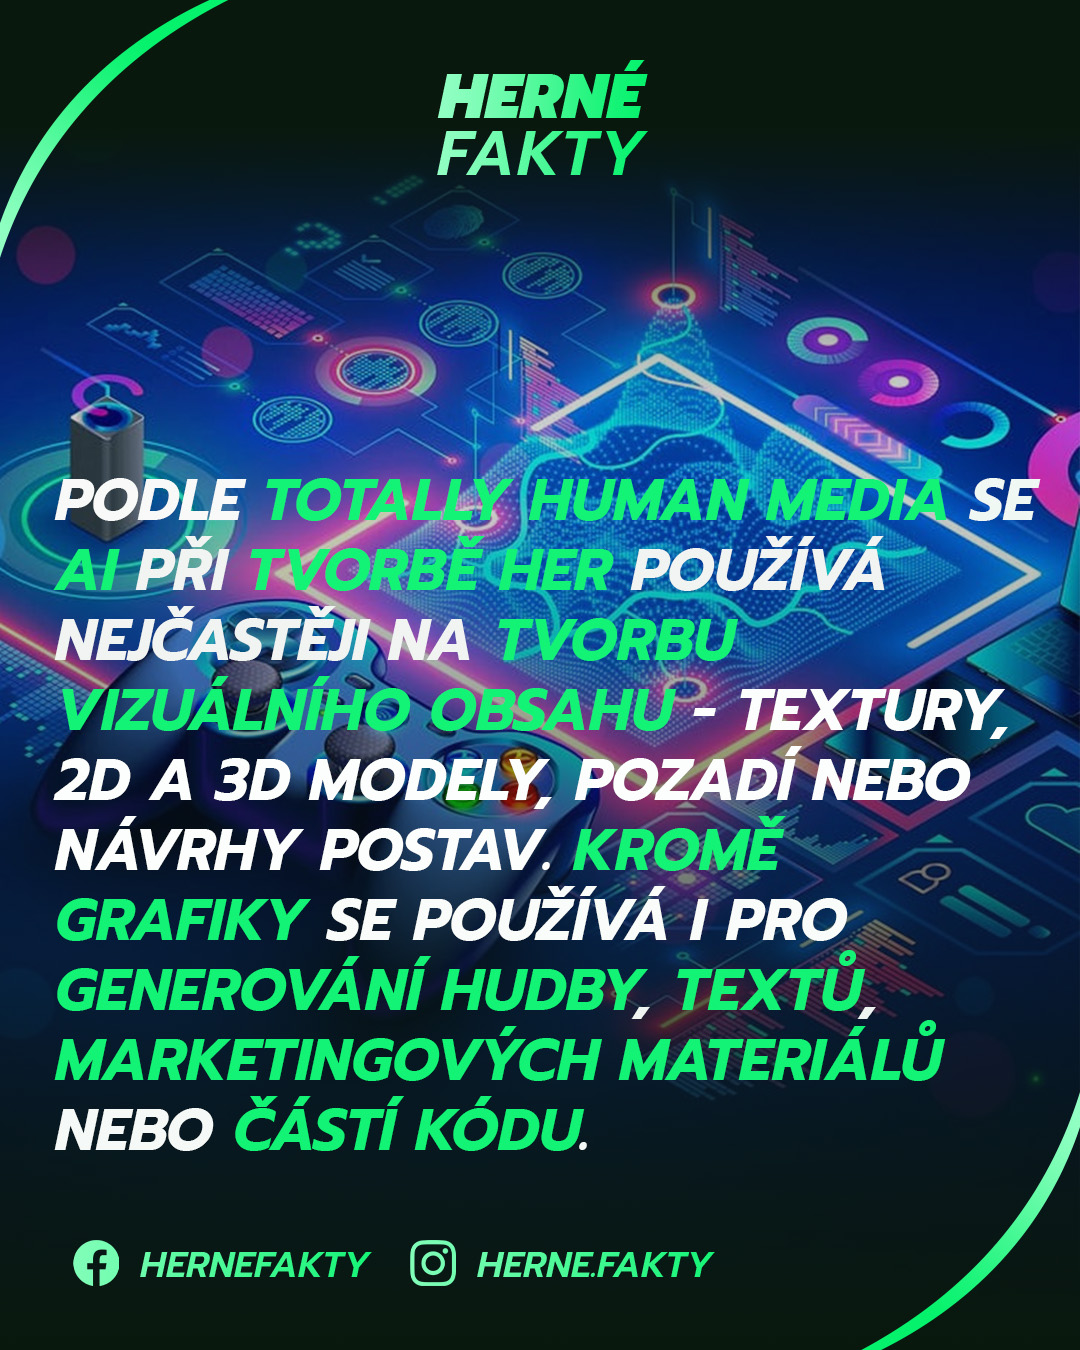 HERNÉ
FAKTY
PODLE TOTALLY HUMAN MEDIA SE
AI PŘI TVORBĚ HER POUŽÍVÁ
NEJČASTĚJI NA TVORBU
VIZUÁLNÍHO OBSAHU - TEXTURY,
2D A 3D MODELY, POZADÍ NEBO
NÁVRHY POSTAV. KROMĚ
GRAFIKY SE POUŽÍVÁ I PRO
GENEROVÁNÍ HUDBY, TEXTŮ,
MARKETINGOVÝCH MATERIÁLŮ
NEBO ČÁSTÍ KÓDU.
HERNEFAKTY HERNE.FAKTY